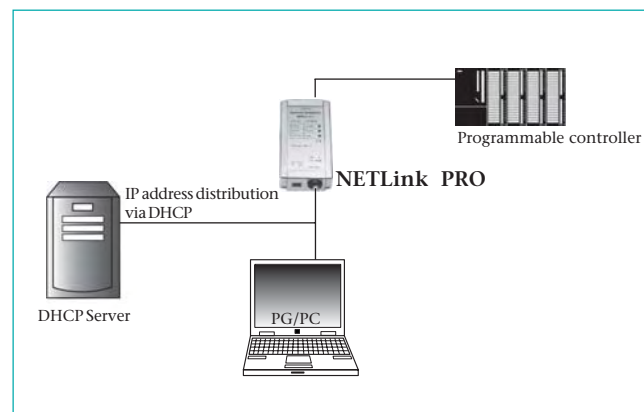 Programmable controller
NETLink PRO
IP address distribution
via DHCP
DHCP Server
PG/PC